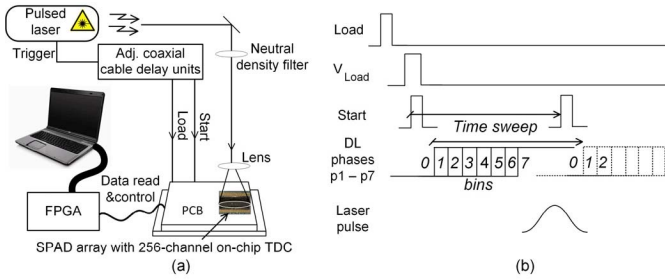 (a)
Pulsed
laser
Trigger
Adj. coaxial
cable delay units
Neutral
density filter
Load
Start
Lens
Data read
&control
FPGA
PCB
SPAD array with 256-channel on-chip TDC
(a)
(b)
Load
V Load
Start
Time sweep
DL
phases
p1 – p7
0 1 2 3 4 5 6 7
0 1 2
bins
Laser
pulse
(b)